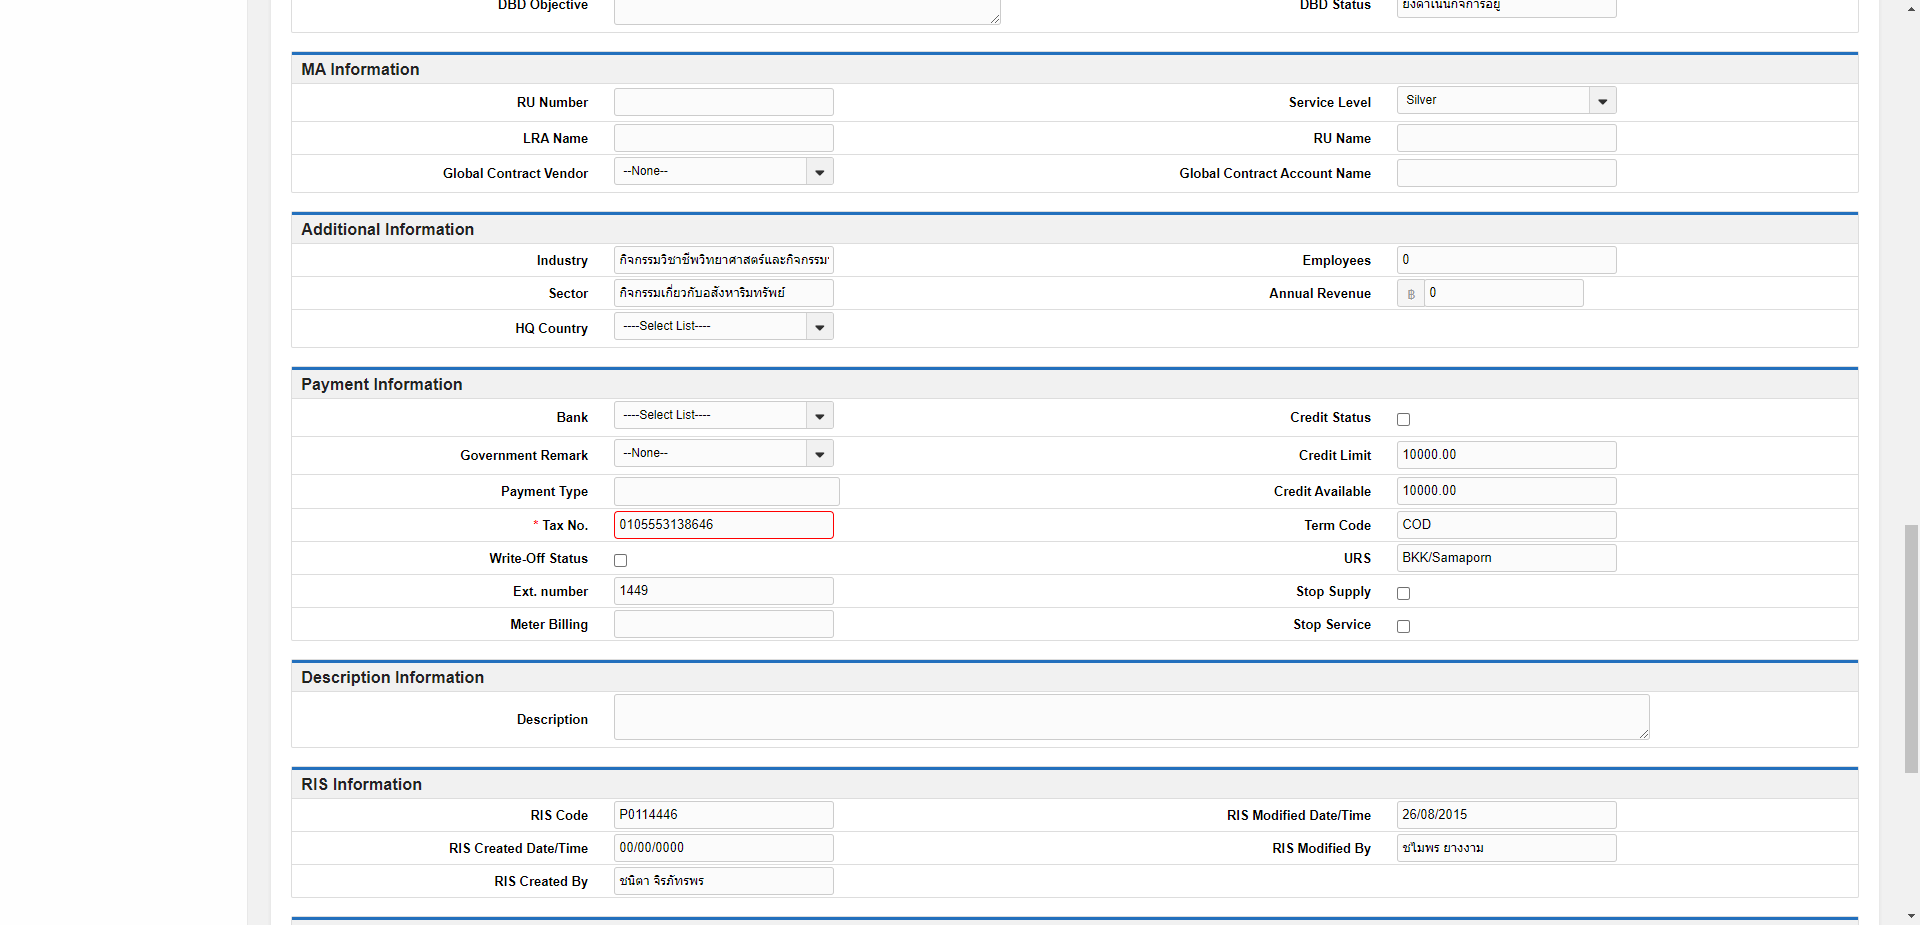 DBD Objective
DBD Status ยังดำเนินกิจการอยู่
MA Information
RU Number
Service Level Silver
LRA Name
RU Name
Global Contract Vendor --None--
Global Contract Account Name
Additional Information
Industry กิจกรรมวิชาชีพวิทยาศาสตร์และกิจกรรม
Employees 0
Sector กิจกรรมเกี่ยวกับอสังหาริมทรัพย์
Annual Revenue ฿ 0
HQ Country ----Select List----
Payment Information
Bank ----Select List----
Credit Status
Government Remark --None--
Credit Limit 10000.00
Payment Type
Credit Available 10000.00
* Tax No. 0105553138646
Term Code COD
Write-Off Status
URS BKK/Samaporn
Ext. number 1449
Stop Supply
Meter Billing
Stop Service
Description Information
Description
RIS Information
RIS Code P0114446
RIS Modified Date/Time 26/08/2015
RIS Created Date/Time 00/00/0000
RIS Modified By ยางงาม
RIS Created By ชนิตา จิรภัทรพร